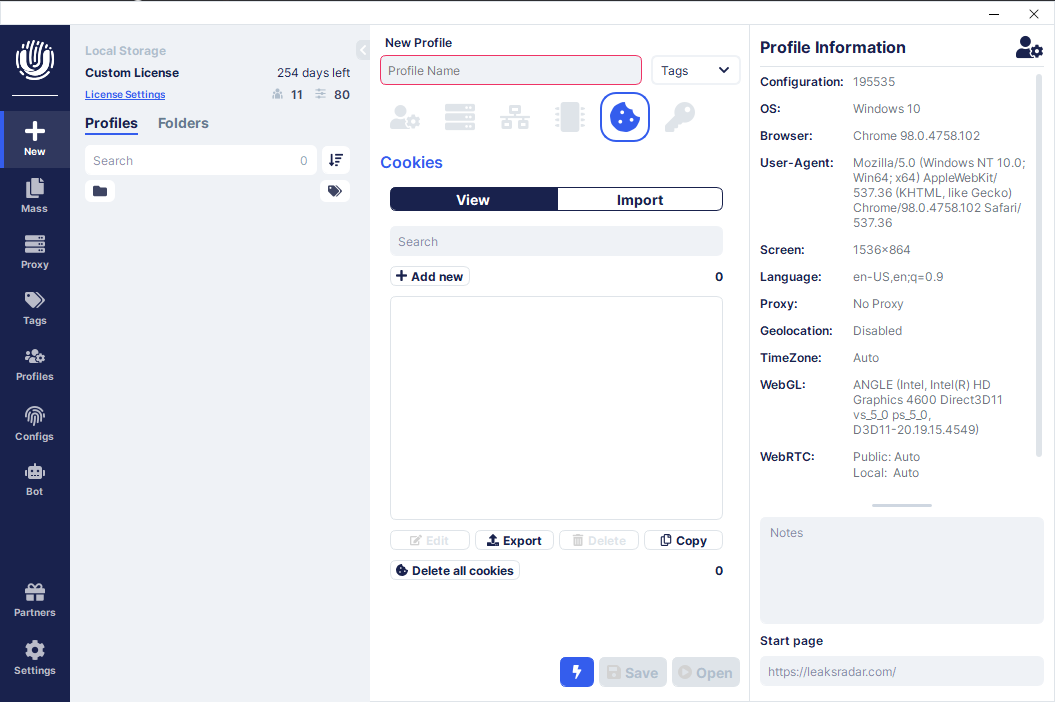 New
Mass
Proxy
Tags
Profiles
Configs
Bot
Partners
Settings
Local Storage
Custom License 254 days left
License Settings 11 80
Profiles Folders
Search 0
New Profile
Profile Name Tags
Cookies
View Import
Search
Add new 0
Edit Export Delete Copy
Delete all cookies 0
Save Open
Profile Information
Configuration: 195535
OS: Windows 10
Browser: Chrome 98.0.4758.102
User-Agent: Mozilla/5.0 (Windows NT 10.0;
Win64; x64) AppleWebKit/
537.36 (KHTML, like Gecko)
Chrome/98.0.4758.102 Safari/
537.36
Screen: 1536×864
Language: en-US,en;q=0.9
Proxy: No Proxy
Geolocation: Disabled
TimeZone: Auto
WebGL: ANGLE (Intel, Intel(R) HD
Graphics 4600 Direct3D11
vs_5_0 ps_5_0,
D3D11-20.19.15.4549)
WebRTC: Public: Auto
Local: Auto
Notes
Start page
https://leaksradar.com/